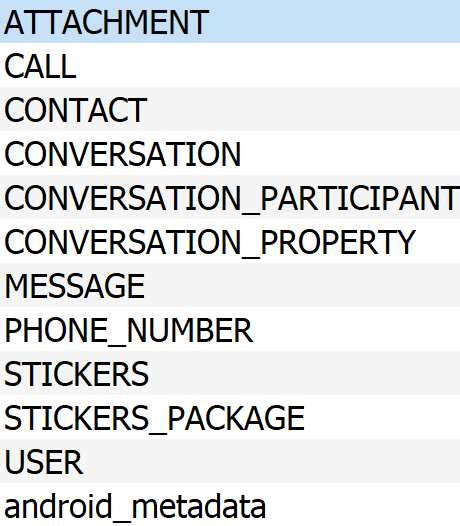 ATTACHMENT
CALL
CONTACT
CONVERSATION
CONVERSATION_PARTICIPANT
CONVERSATION_PROPERTY
MESSAGE
PHONE_NUMBER
STICKERS
STICKERS_PACKAGE
USER
android_metadata